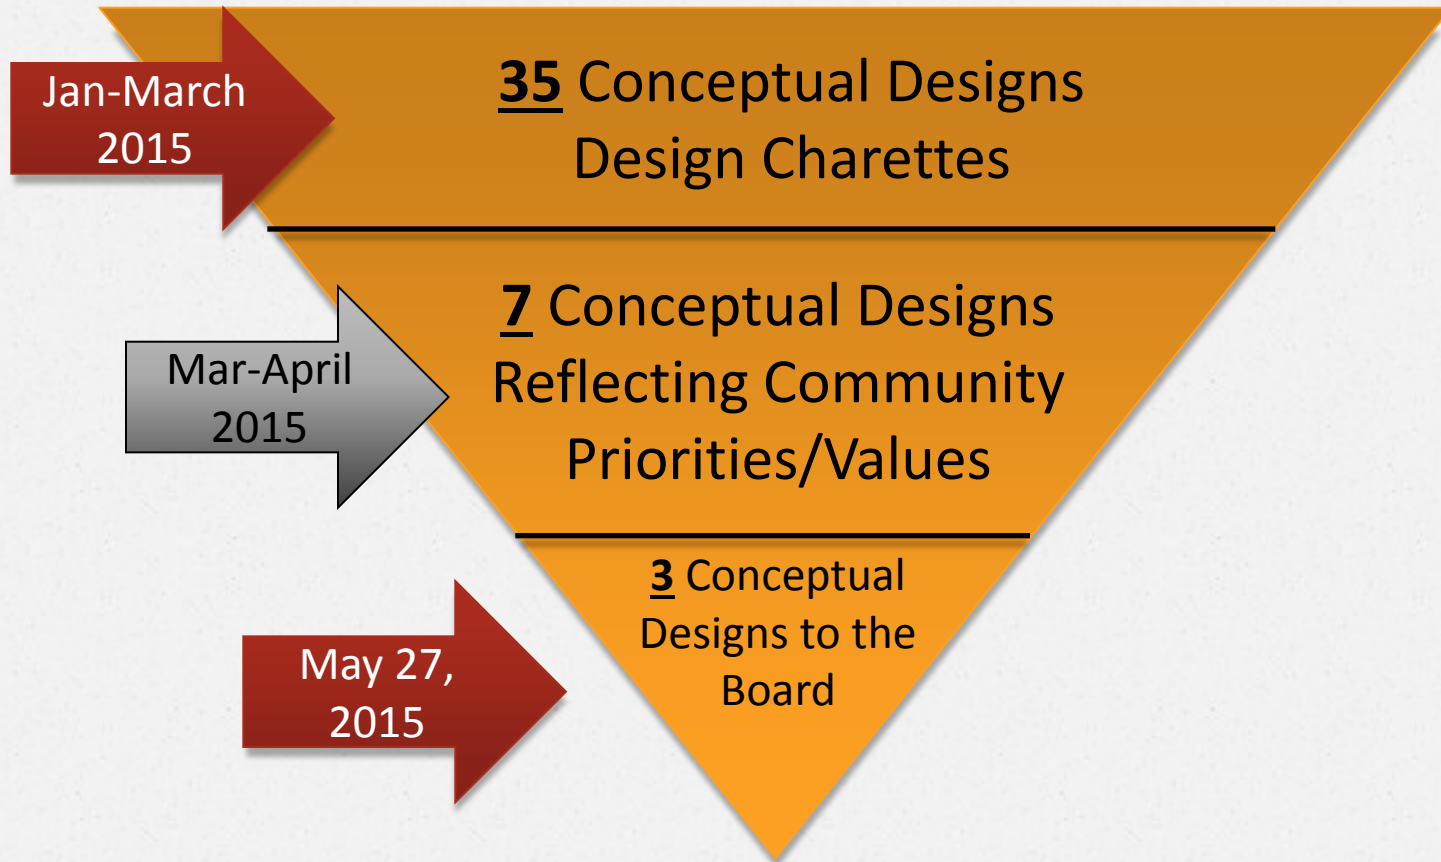 Jan-March
2015
35 Conceptual Designs
Design Charettes
Mar-April
2015
7 Conceptual Designs
Reflecting Community
Priorities/Values
May 27,
2015
3 Conceptual
Designs to the
Board